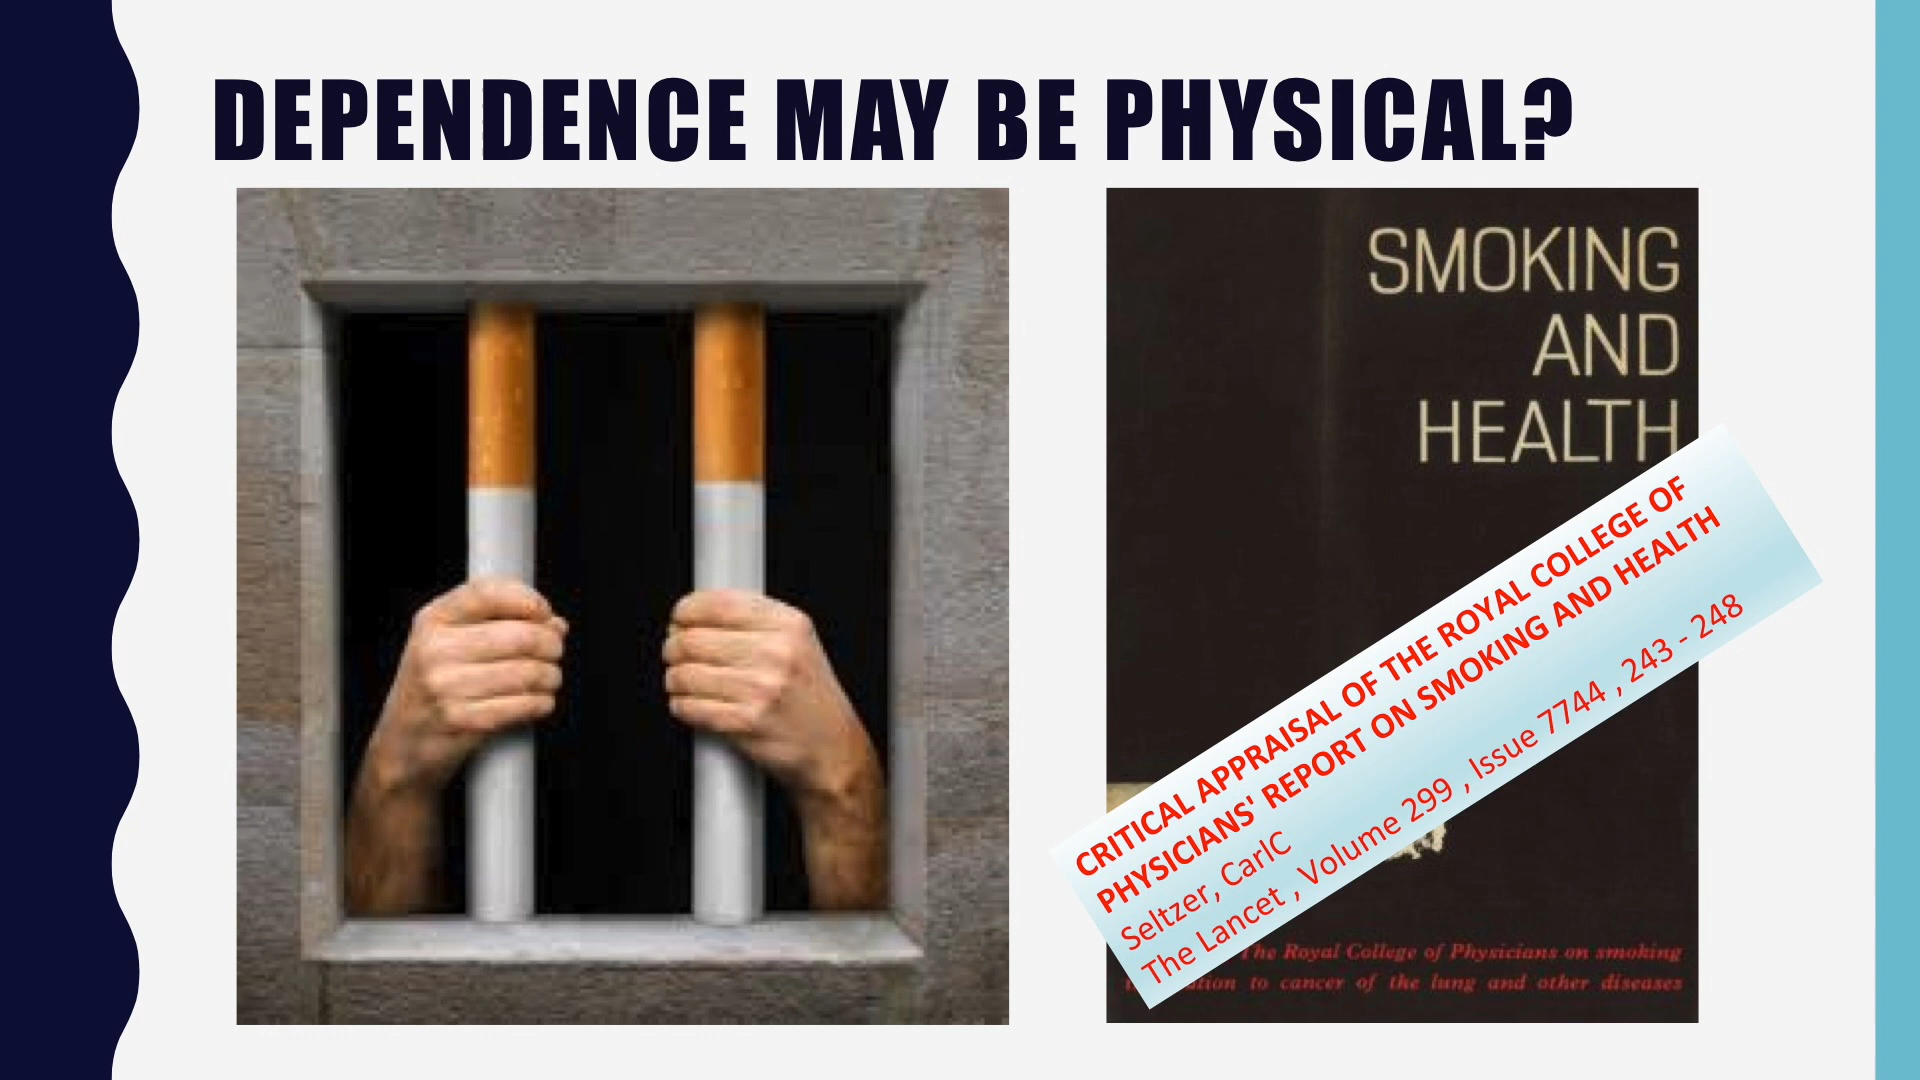 DEPENDENCE MAY BE PHYSICAL?
SMOKING
AND
HEALTH
CRITICAL APPRAISAL OF THE ROYAL COLLEGE OF
PHYSICIANS' REPORT ON SMOKING AND HEALTH
Seltzer, CarlC
The Lancet , Volume 299 , Issue 7744 , 243 - 248
The Royal College of Physicians on smoking
to cancer of the lung and other diseases